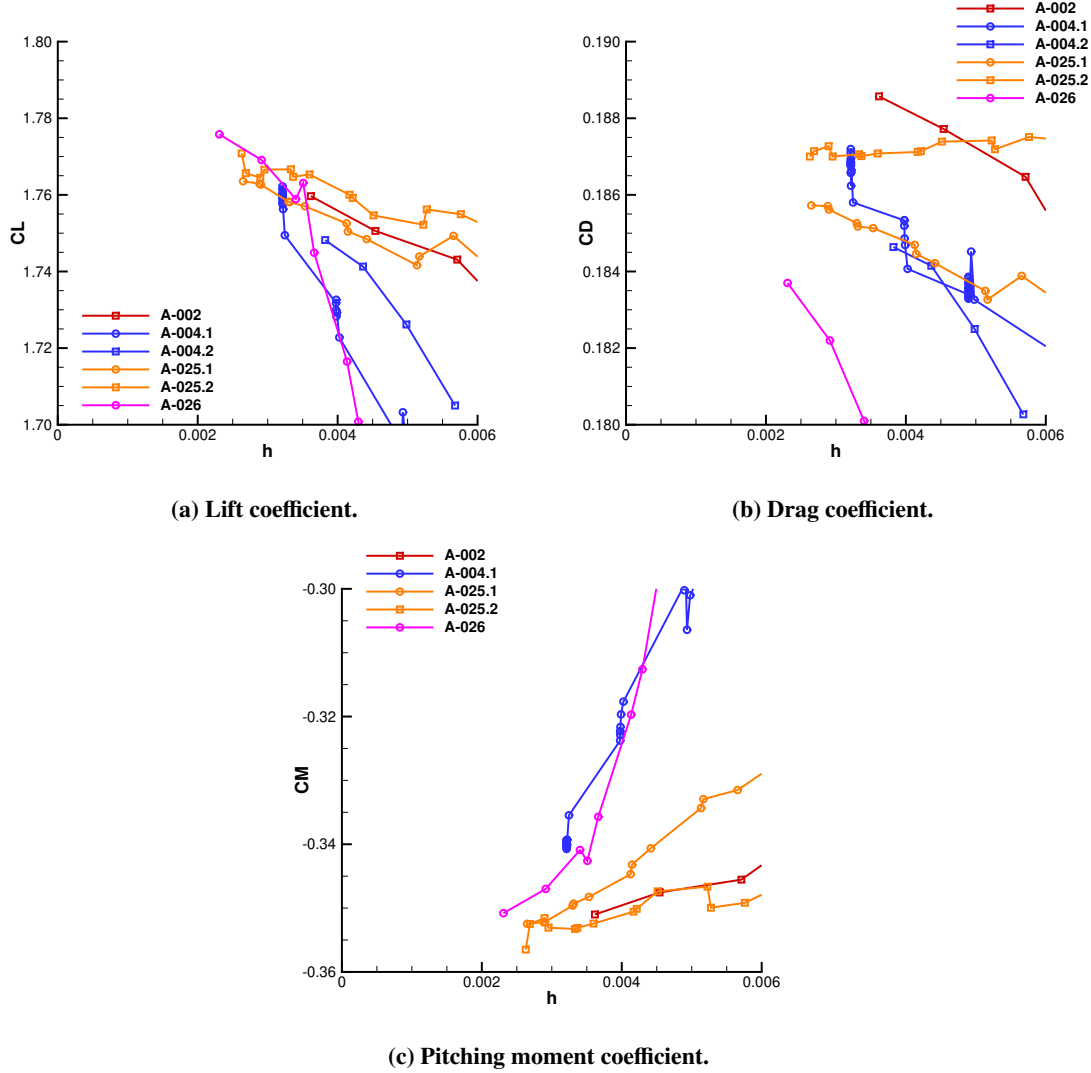 1.80
1.78
1.76
1.74
1.72
1.70
CL
0
0.002
0.004
0.006
h
A-002
A-004.1
A-004.2
A-025.1
A-025.2
A-026
(a) Lift coefficient.
0.190
0.188
0.186
0.184
0.182
0.180
CD
0
0.002
0.004
0.006
h
A-002
A-004.1
A-004.2
A-025.1
A-025.2
A-026
(b) Drag coefficient.
A-002
A-004.1
A-025.1
A-025.2
A-026
-0.30
-0.32
-0.34
-0.36
CM
0
0.002
0.004
0.006
h
(c) Pitching moment coefficient.